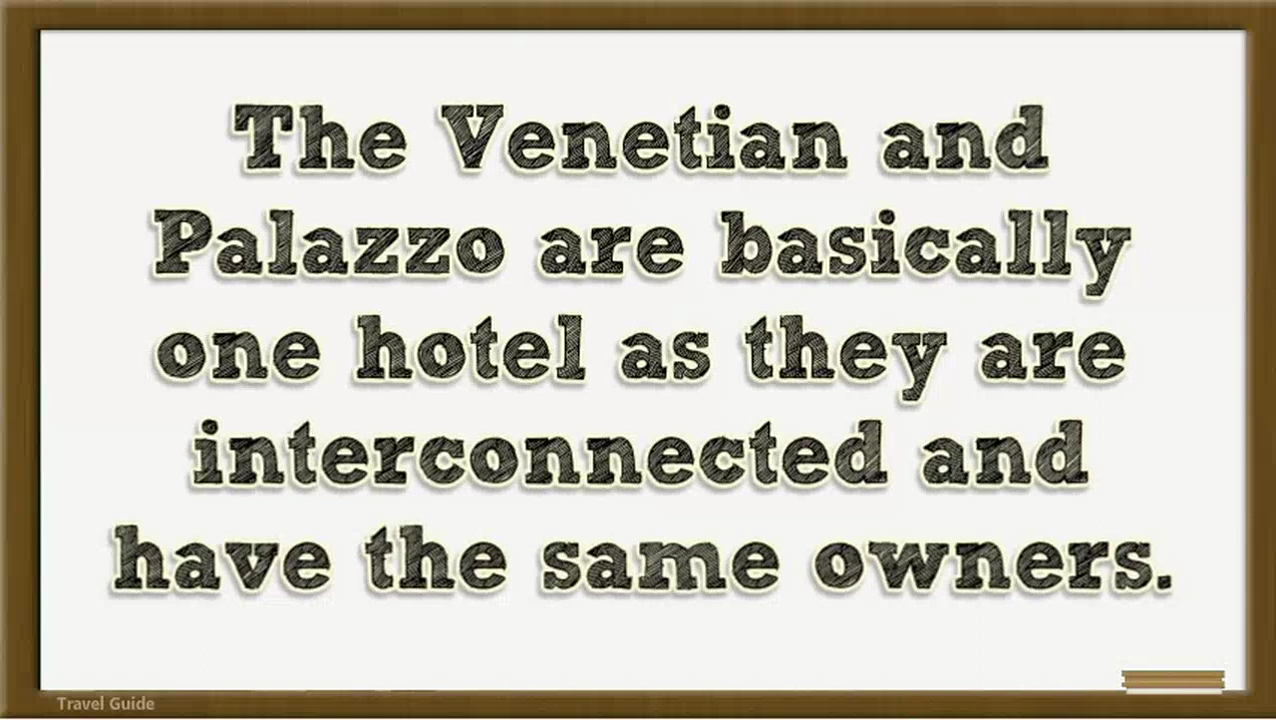 The Venetian and
Palazzo are basically
one hotel as they are
interconnected and
have the same owners.
Travel Guide